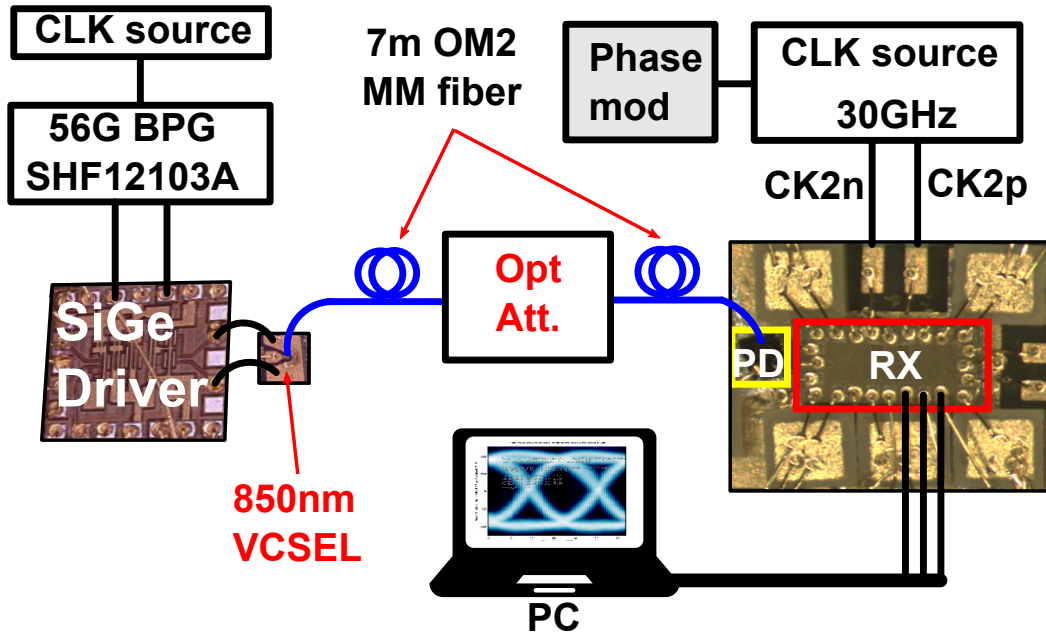 CLK source
56G BPG
SHF12103A
7m OM2
MM fiber
Phase
mod
CLK source
30GHz
CK2n
CK2p
SiGe
Driver
Opt
Att.
PD
RX
850nm
VCSEL
PC